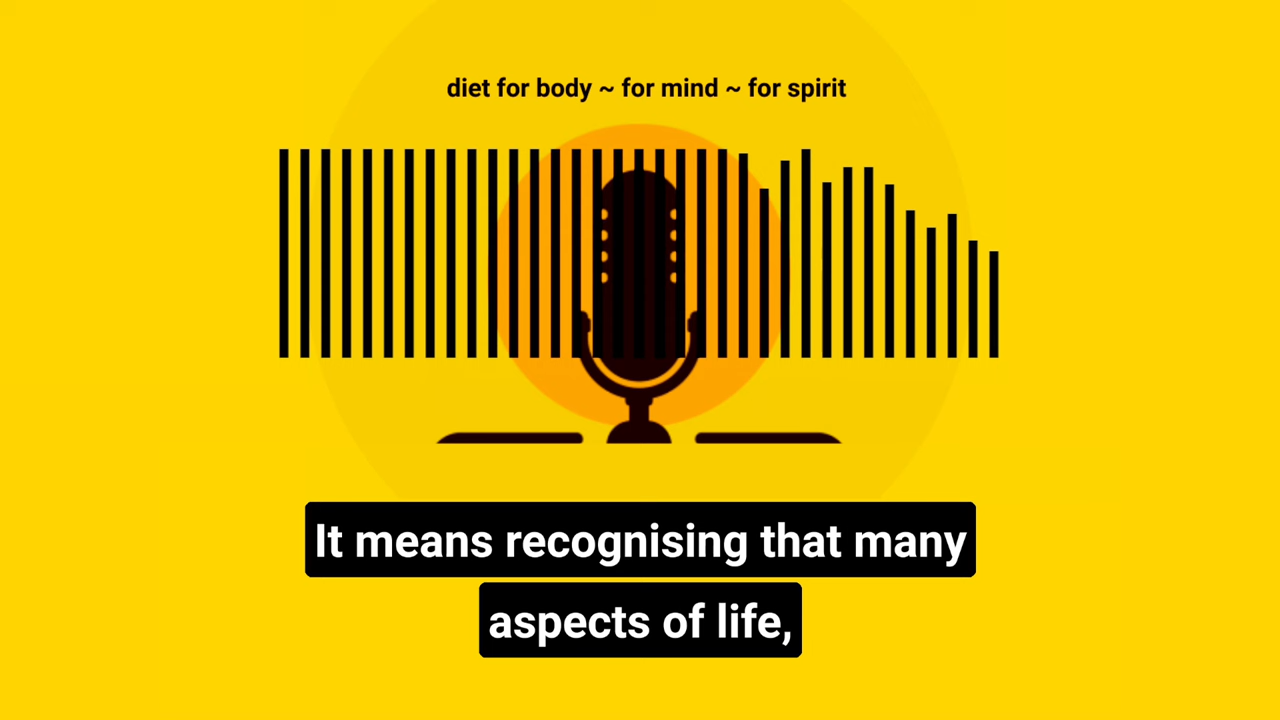 diet for body ~ for mind ~ for spirit
It means recognising that many
aspects of life,